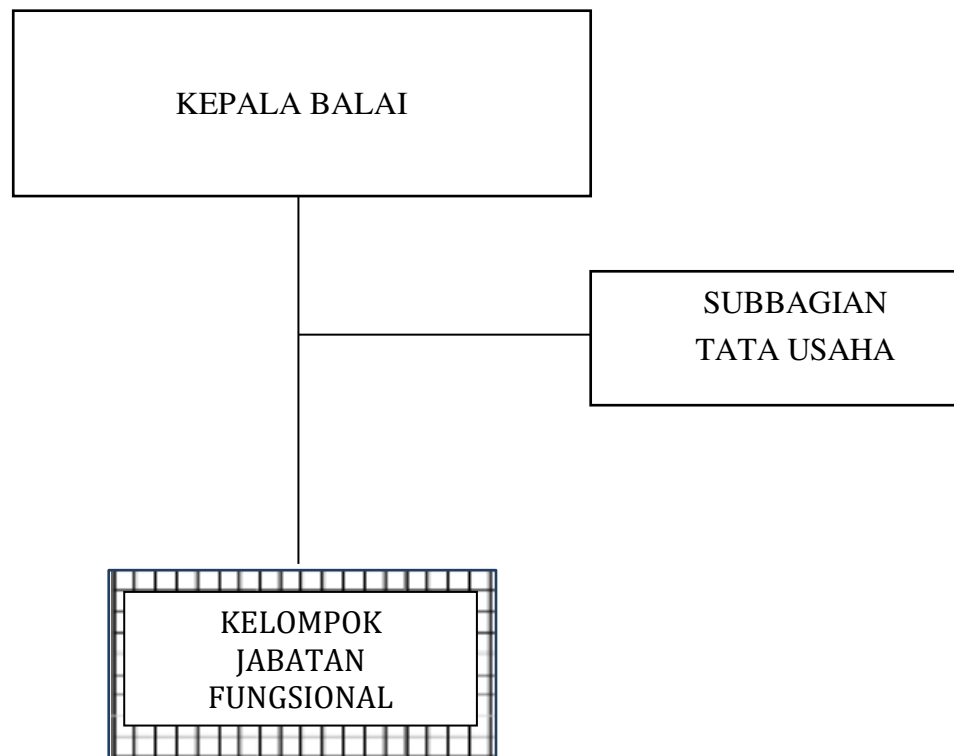 KEPALA BALAI
SUBBAGIAN
TATA USAHA
KELOMPOK
JABATAN
FUNGSIONAL